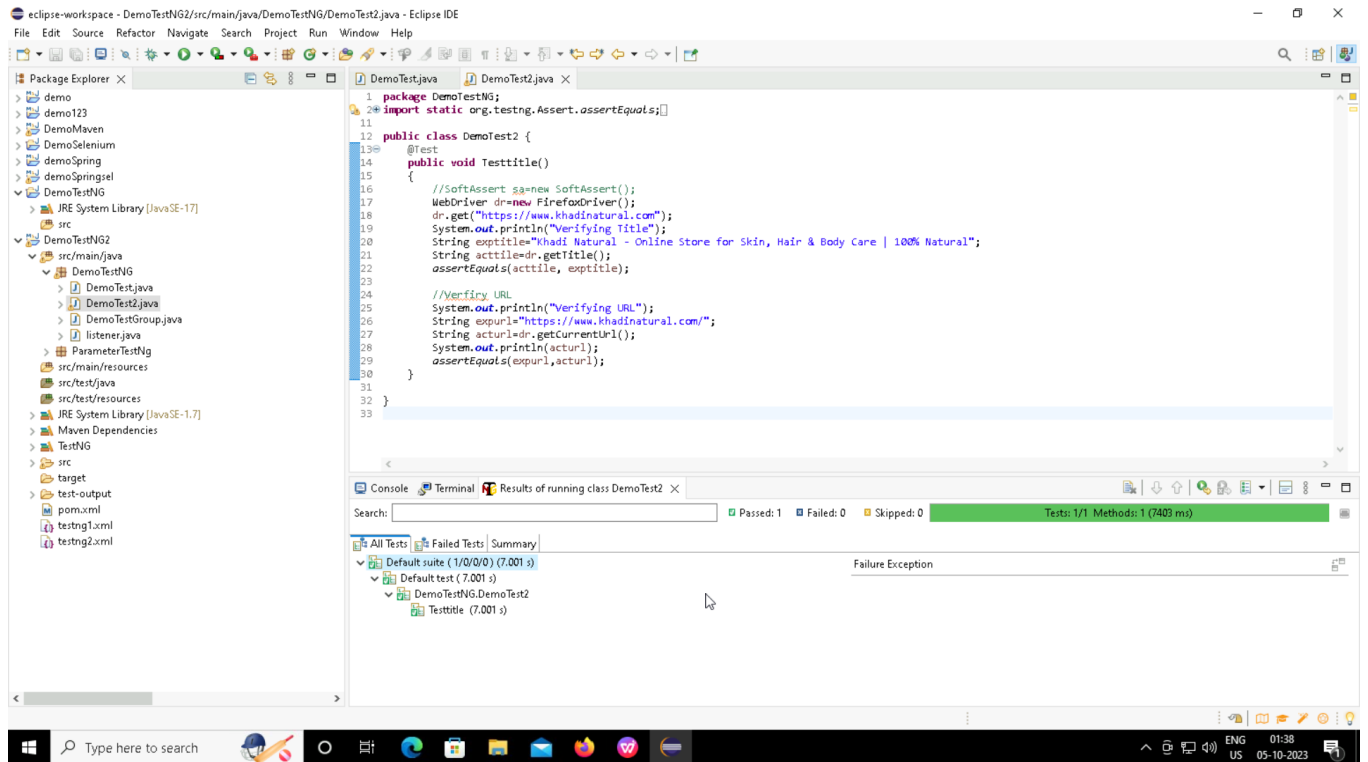 eclipse-workspace - DemoTestNG2/src/main/java/DemoTestNG/DemoTest2.java - Eclipse IDE
File Edit Source Refactor Navigate Search Project Run Window Help
Package Explorer
demo
demo123
DemoMaven
DemoSelenium
demoSpring
demoSpringsel
DemoTestNG
JRE System Library [JavaSE-17]
src
DemoTestNG2
src/main/java
DemoTestNG
DemoTest.java
DemoTest2.java
DemoTestGroup.java
listener.java
ParameterTestNg
src/main/resources
src/test/java
src/test/resources
JRE System Library [JavaSE-1.7]
Maven Dependencies
TestNG
src
target
test-output
pom.xml
testng1.xml
testng2.xml
DemoTest.java DemoTest2.java
1 package DemoTestNG;
2 import static org.testng.Assert.assertEquals;
11
12 public class DemoTest2 {
13 @Test
14 public void Testtitle()
15 {
16 //SoftAssert sa=new SoftAssert();
17 WebDriver dr=new FirefoxDriver();
18 dr.get("https://www.khadinatural.com");
19 System.out.println("Verifying Title");
20 String exptitle="Khadi Natural - Online Store for Skin, Hair & Body Care | 100% Natural";
21 String acttile=dr.getTitle();
22 assertEquals(acttile, exptitle);
23
24 //Verfiry URL
25 System.out.println("Verifying URL");
26 String expurl="https://www.khadinatural.com/";
27 String acturl=dr.getCurrentUrl();
28 System.out.println(acturl);
29 assertEquals(expurl,acturl);
30 }
31
32 }
33
Console Terminal Results of running class DemoTest2
Search: Passed: 1 Failed: 0 Skipped: 0 Tests: 1/1 Methods: 1 (7403 ms)
All Tests Failed Tests Summary
Default suite ( 1/0/0/0 ) (7.001 s) Failure Exception
Default test ( 7.001 s)
DemoTestNG.DemoTest2
Testtitle (7.001 s)
Type here to search
ENG
US
01:38
05-10-2023
1